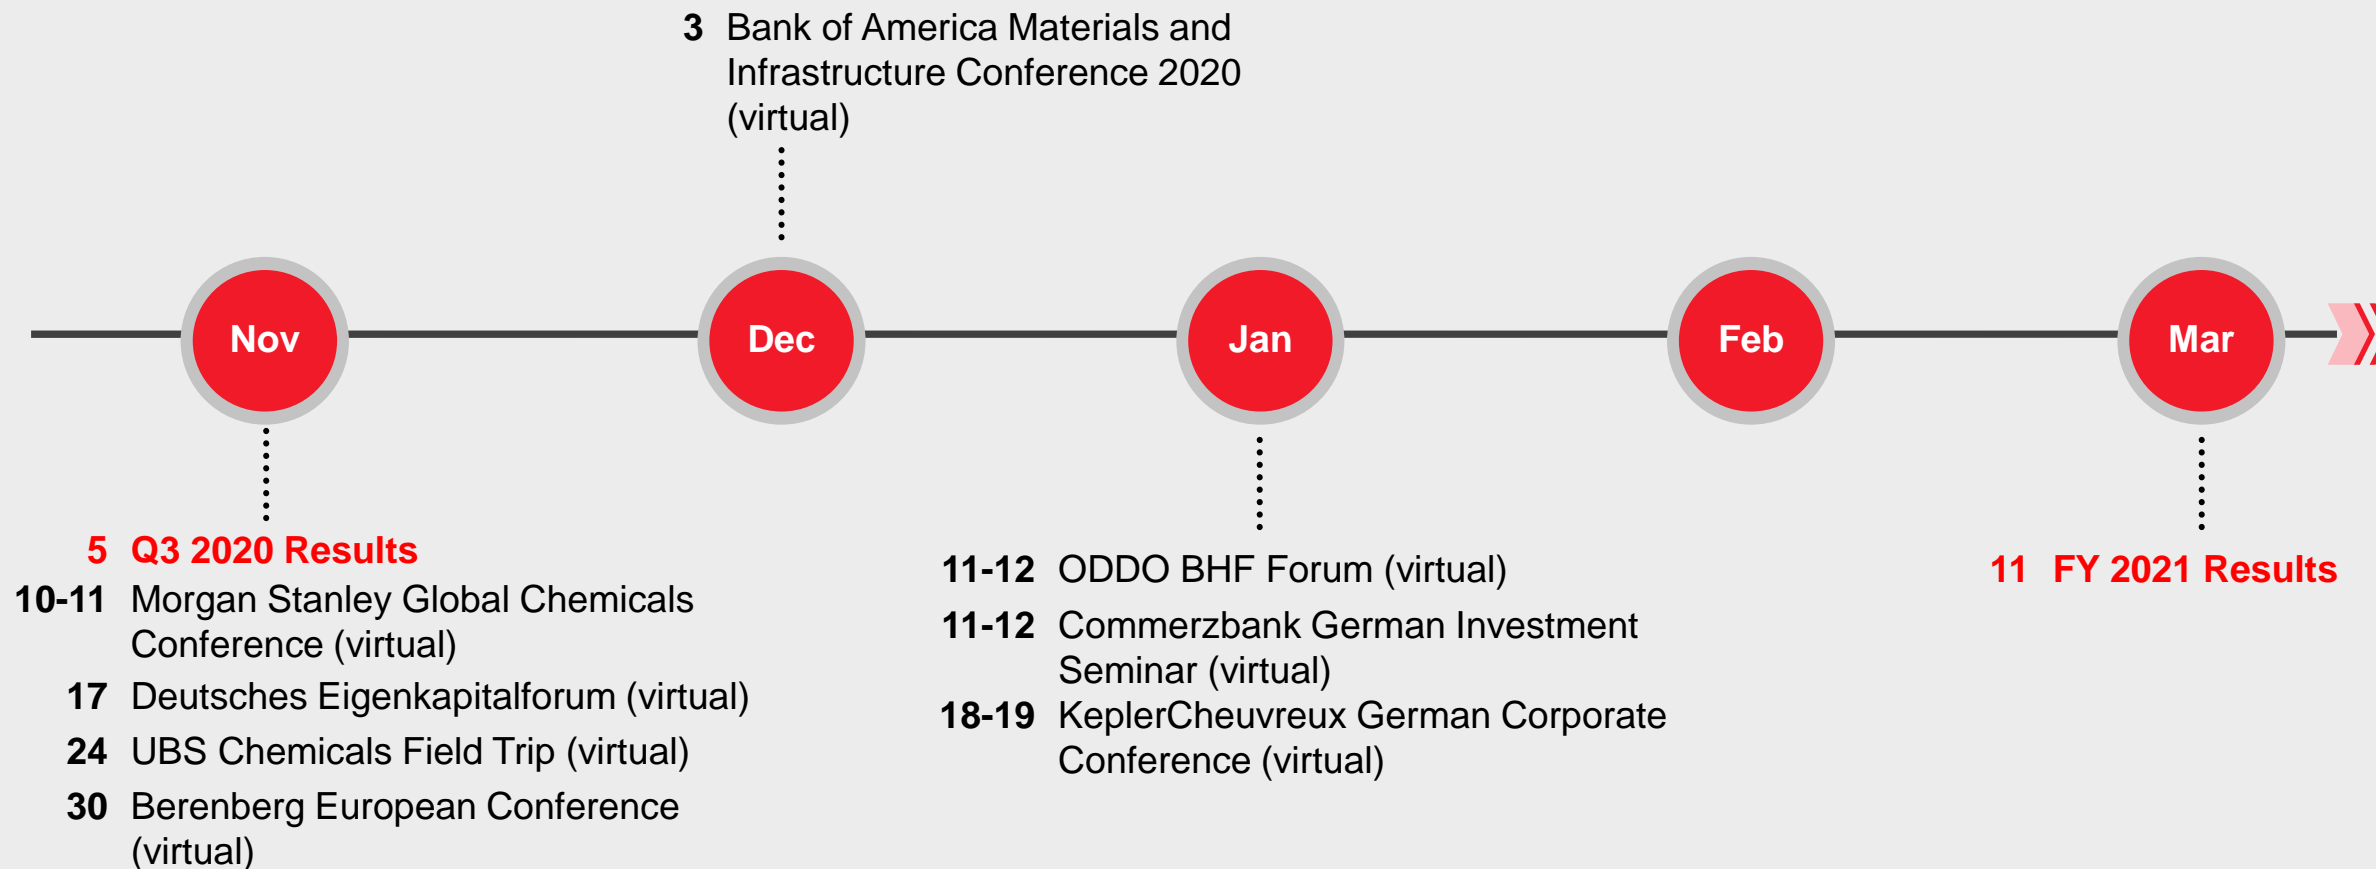 3 Bank of America Materials and
Infrastructure Conference 2020
(virtual)
Nov
Dec
Jan
Feb
Mar
5 Q3 2020 Results
10-11 Morgan Stanley Global Chemicals
Conference (virtual)
17 Deutsches Eigenkapitalforum (virtual)
24 UBS Chemicals Field Trip (virtual)
30 Berenberg European Conference
(virtual)
11-12 ODDO BHF Forum (virtual)
11-12 Commerzbank German Investment
Seminar (virtual)
18-19 KeplerCheuvreux German Corporate
Conference (virtual)
11 FY 2021 Results